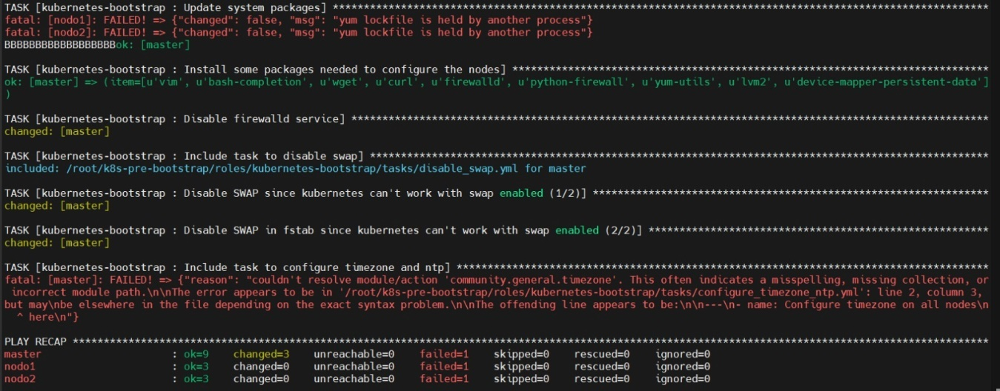 TASK [kubernetes-bootstrap : Update system packages] **********************************************************************************************************
fatal: [nodo1]: FAILED! => {"changed": false, "msg": "yum lockfile is held by another process"}
fatal: [nodo2]: FAILED! => {"changed": false, "msg": "yum lockfile is held by another process"}
BBBBBBBBBBBBBBBBBBok: [master]
TASK [kubernetes-bootstrap : Install some packages needed to configure the nodes] *****************************************************************************
ok: [master] => (item=[u'vim', u'bash-completion', u'wget', u'curl', u'firewalld', u'python-firewall', u'yum-utils', u'lvm2', u'device-mapper-persistent-data']
)
TASK [kubernetes-bootstrap : Disable firewalld service] *******************************************************************************************************
changed: [master]
TASK [kubernetes-bootstrap : Include task to disable swap] ****************************************************************************************************
included: /root/k8s-pre-bootstrap/roles/kubernetes-bootstrap/tasks/disable_swap.yml for master
TASK [kubernetes-bootstrap : Disable SWAP since kubernetes can't work with swap enabled (1/2)] ****************************************************************
changed: [master]
TASK [kubernetes-bootstrap : Disable SWAP in fstab since kubernetes can't work with swap enabled (2/2)] *******************************************************
changed: [master]
TASK [kubernetes-bootstrap : Include task to configure timezone and ntp] **************************************************************************************
fatal: [master]: FAILED! => {"reason": "couldn't resolve module/action 'community.general.timezone'. This often indicates a misspelling, missing collection, or
incorrect module path.\n\nThe error appears to be in '/root/k8s-pre-bootstrap/roles/kubernetes-bootstrap/tasks/configure_timezone_ntp.yml': line 2, column 3,
but may\nbe elsewhere in the file depending on the exact syntax problem.\n\nThe offending line appears to be:\n\n---\n- name: Configure timezone on all nodes\n
^ here\n"}
PLAY RECAP ****************************************************************************************************************************************************
master : ok=9 changed=3 unreachable=0 failed=1 skipped=0 rescued=0 ignored=0
nodo1 : ok=3 changed=0 unreachable=0 failed=1 skipped=0 rescued=0 ignored=0
nodo2 : ok=3 changed=0 unreachable=0 failed=1 skipped=0 rescued=0 ignored=0